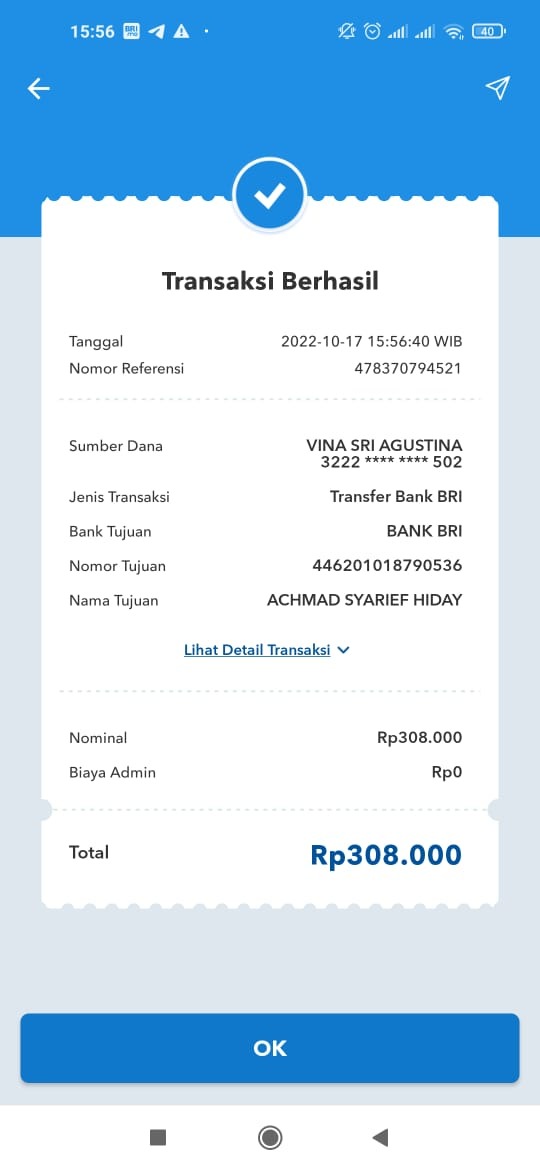 15:56 BRI mo 40
Transaksi Berhasil
Tanggal 2022-10-17 15:56:40 WIB
Nomor Referensi 478370794521
Sumber Dana VINA SRI AGUSTINA
3222 **** **** 502
Jenis Transaksi Transfer Bank BRI
Bank Tujuan BANK BRI
Nomor Tujuan 446201018790536
Nama Tujuan ACHMAD SYARIEF HIDAY
Lihat Detail Transaksi
Nominal Rp308.000
Biaya Admin Rp0
Total Rp308.000
OK